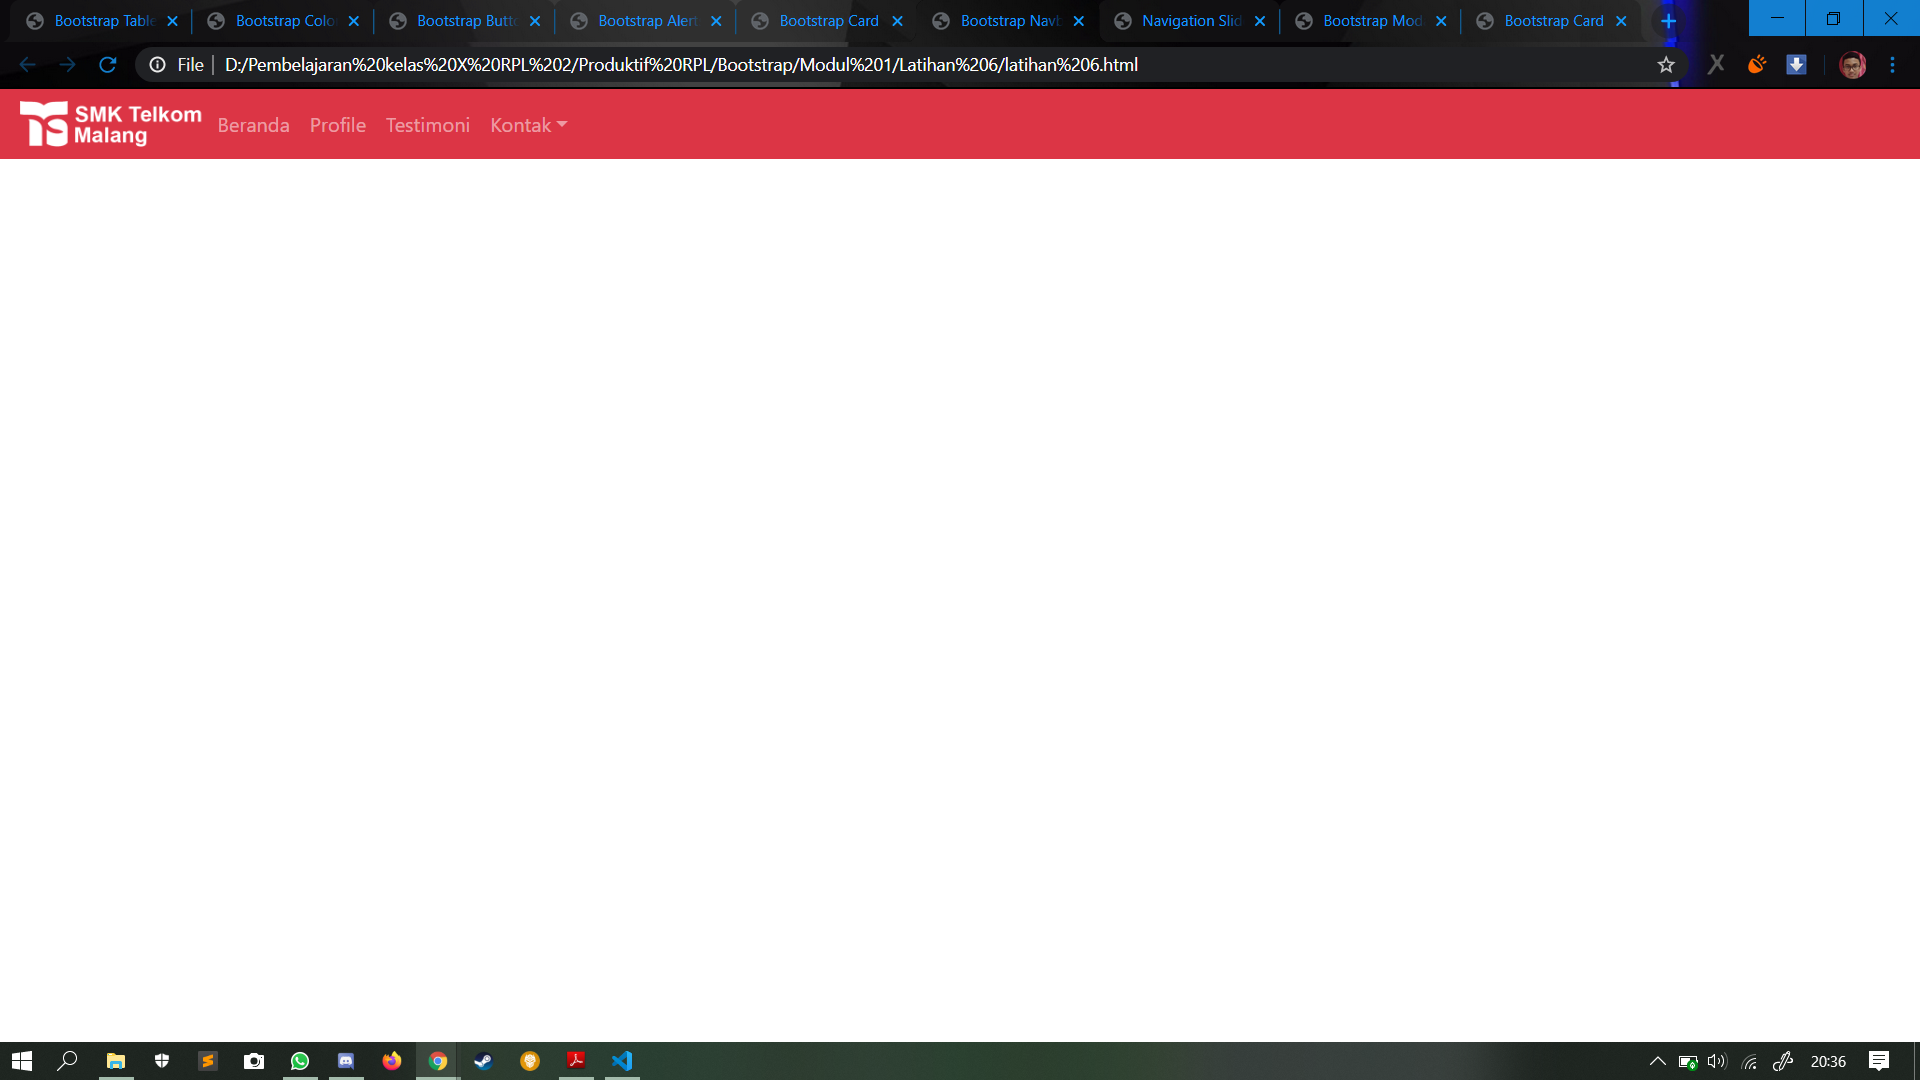 Bootstrap Table Bootstrap Colo Bootstrap Butt Bootstrap Alert Bootstrap Card Bootstrap Navb Navigation Slid Bootstrap Mod Bootstrap Card
File D:/Pembelajaran%20kelas%20X%20RPL%202/Produktif%20RPL/Bootstrap/Modul%201/Latihan%206/latihan%206.html
SMK Telkom
Malang
Beranda Profile Testimoni Kontak
20:36